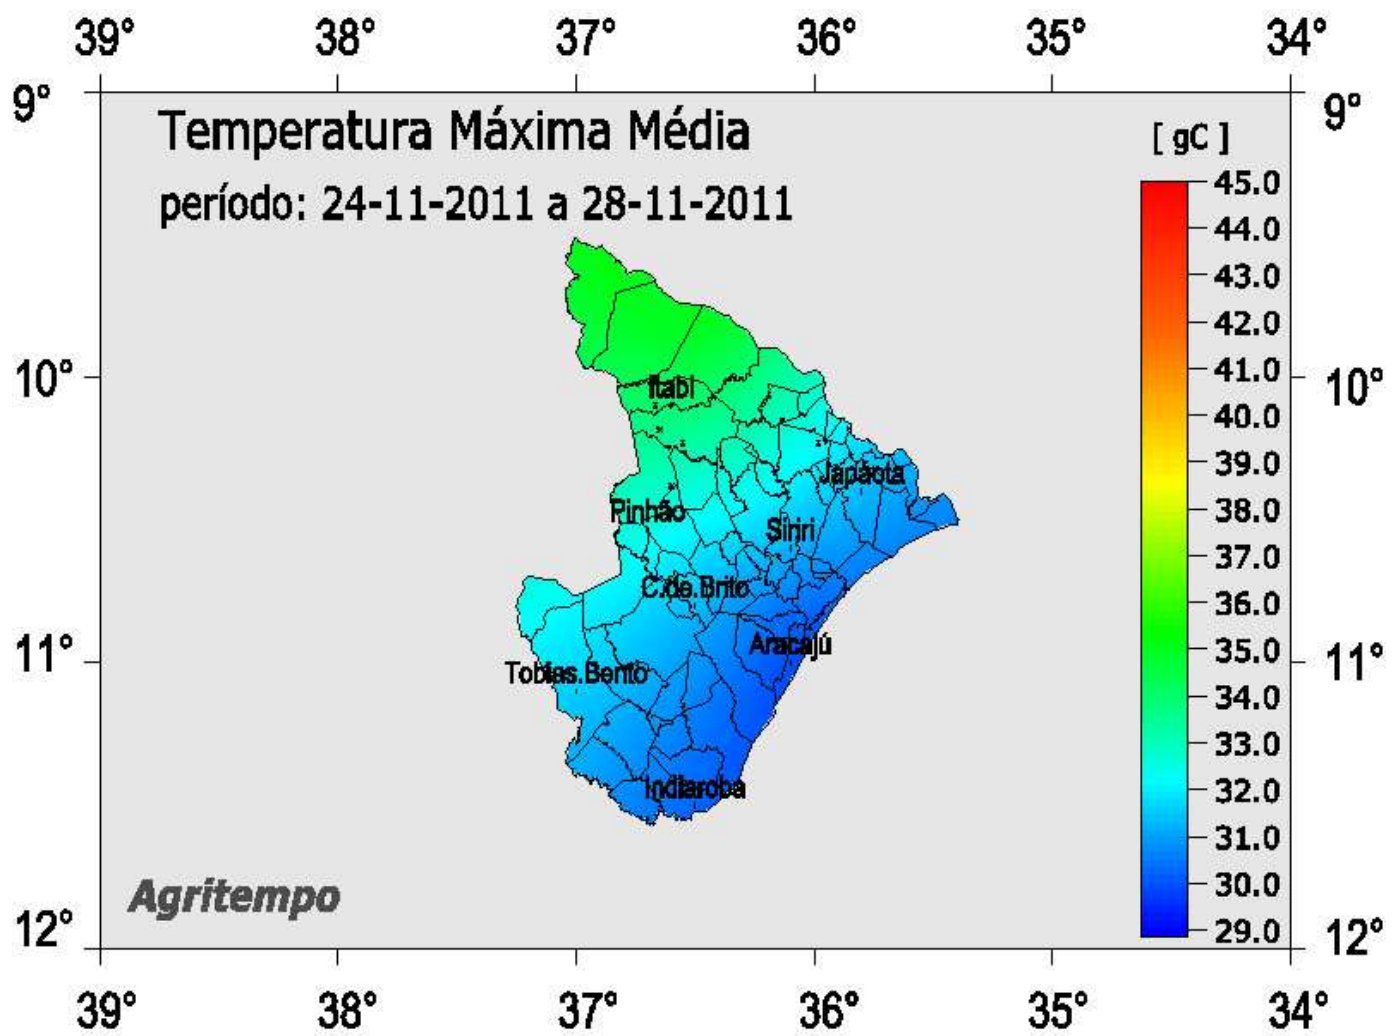 39° 38° 37° 36° 35° 34°
9° 9°
Temperatura Máxima Média
[ gC ]
período: 24-11-2011 a 28-11-2011
45.0
44.0
43.0
42.0
41.0
40.0
39.0
38.0
37.0
36.0
35.0
34.0
33.0
32.0
31.0
30.0
29.0
10° 10°
Itabi
Japaota
Pinhão
Siriri
C.de.Brito
Aracajú
11° 11°
Tobias.Bento
Indiaroba
Agritempo
12° 12°
39° 38° 37° 36° 35° 34°